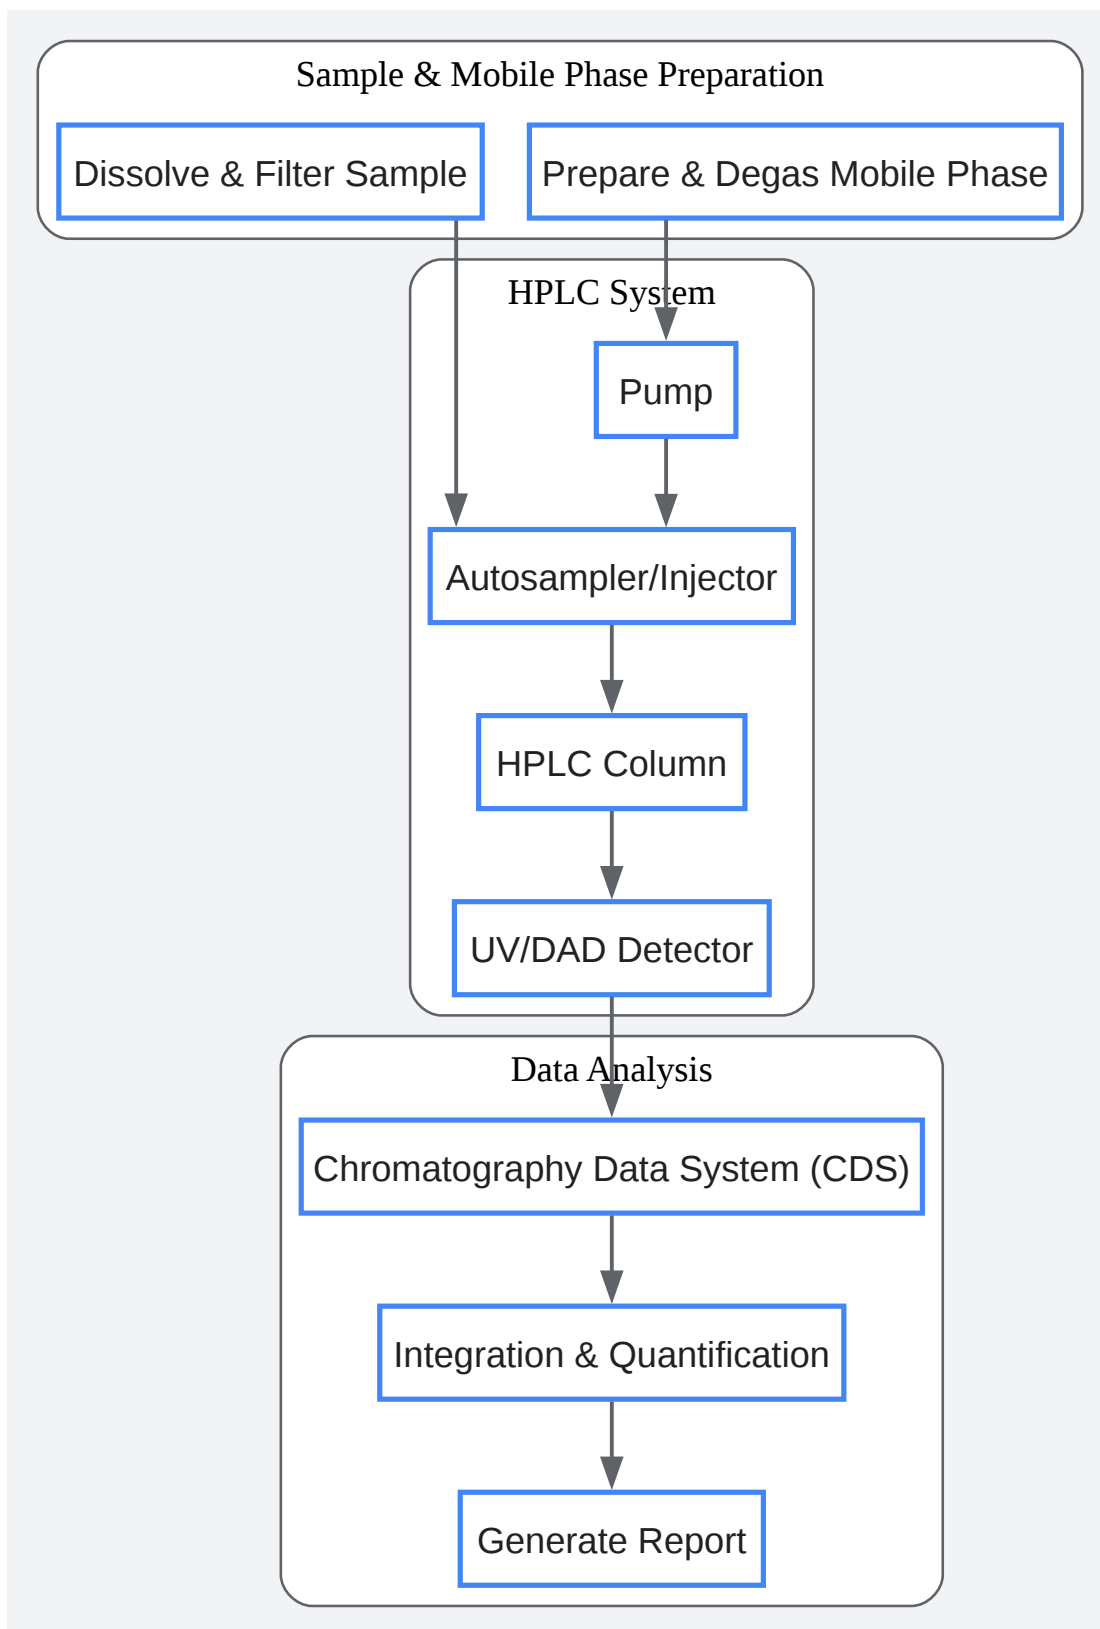 Sample & Mobile Phase Preparation
Dissolve & Filter Sample
Prepare & Degas Mobile Phase
HPLC System
Pump
Autosampler/Injector
HPLC Column
UV/DAD Detector
Data Analysis
Chromatography Data System (CDS)
Integration & Quantification
Generate Report